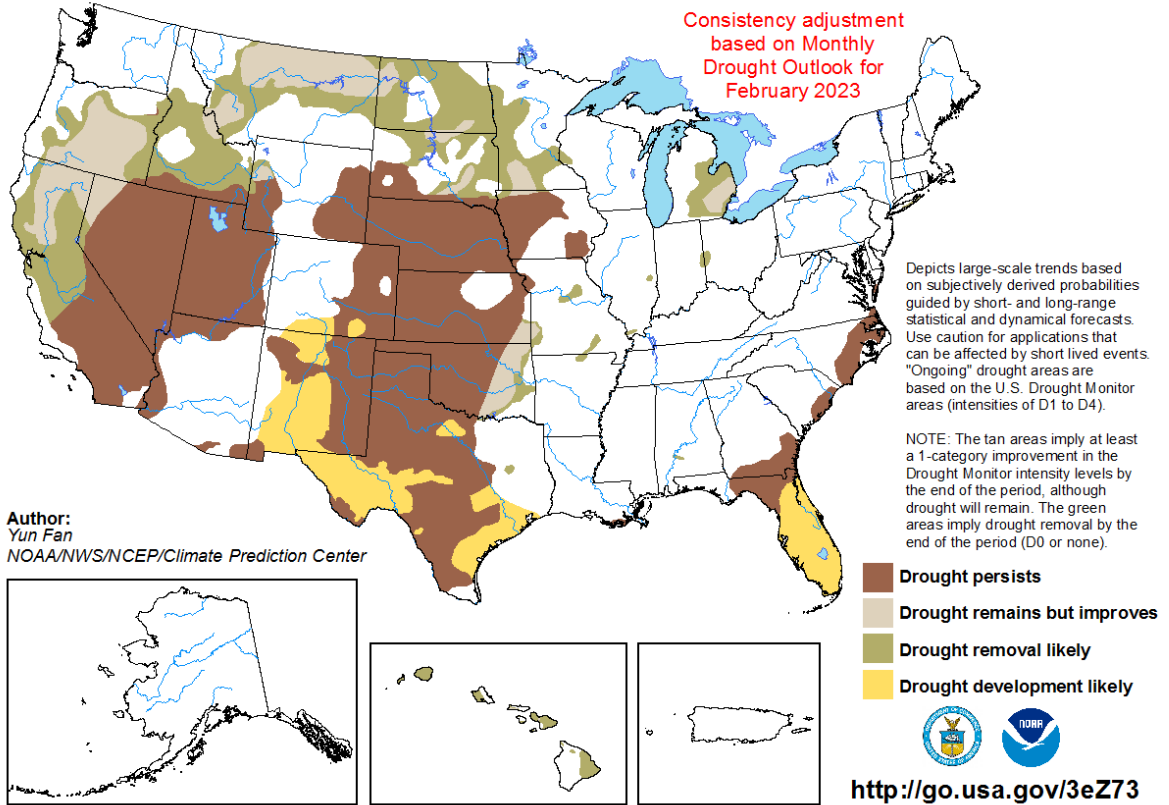 Consistency adjustment
based on Monthly
Drought Outlook for
February 2023
Depicts large-scale trends based
on subjectively derived probabilities
guided by short- and long-range
statistical and dynamical forecasts.
Use caution for applications that
can be affected by short lived events.
"Ongoing" drought areas are
based on the U.S. Drought Monitor
areas (intensities of D1 to D4).
NOTE: The tan areas imply at least
a 1-category improvement in the
Drought Monitor intensity levels by
the end of the period, although
drought will remain. The green
areas imply drought removal by the
end of the period (D0 or none).
Author:
Yun Fan
NOAA/NWS/NCEP/Climate Prediction Center
Drought persists
Drought remains but improves
Drought removal likely
Drought development likely
NOAA
http://go.usa.gov/3eZ73